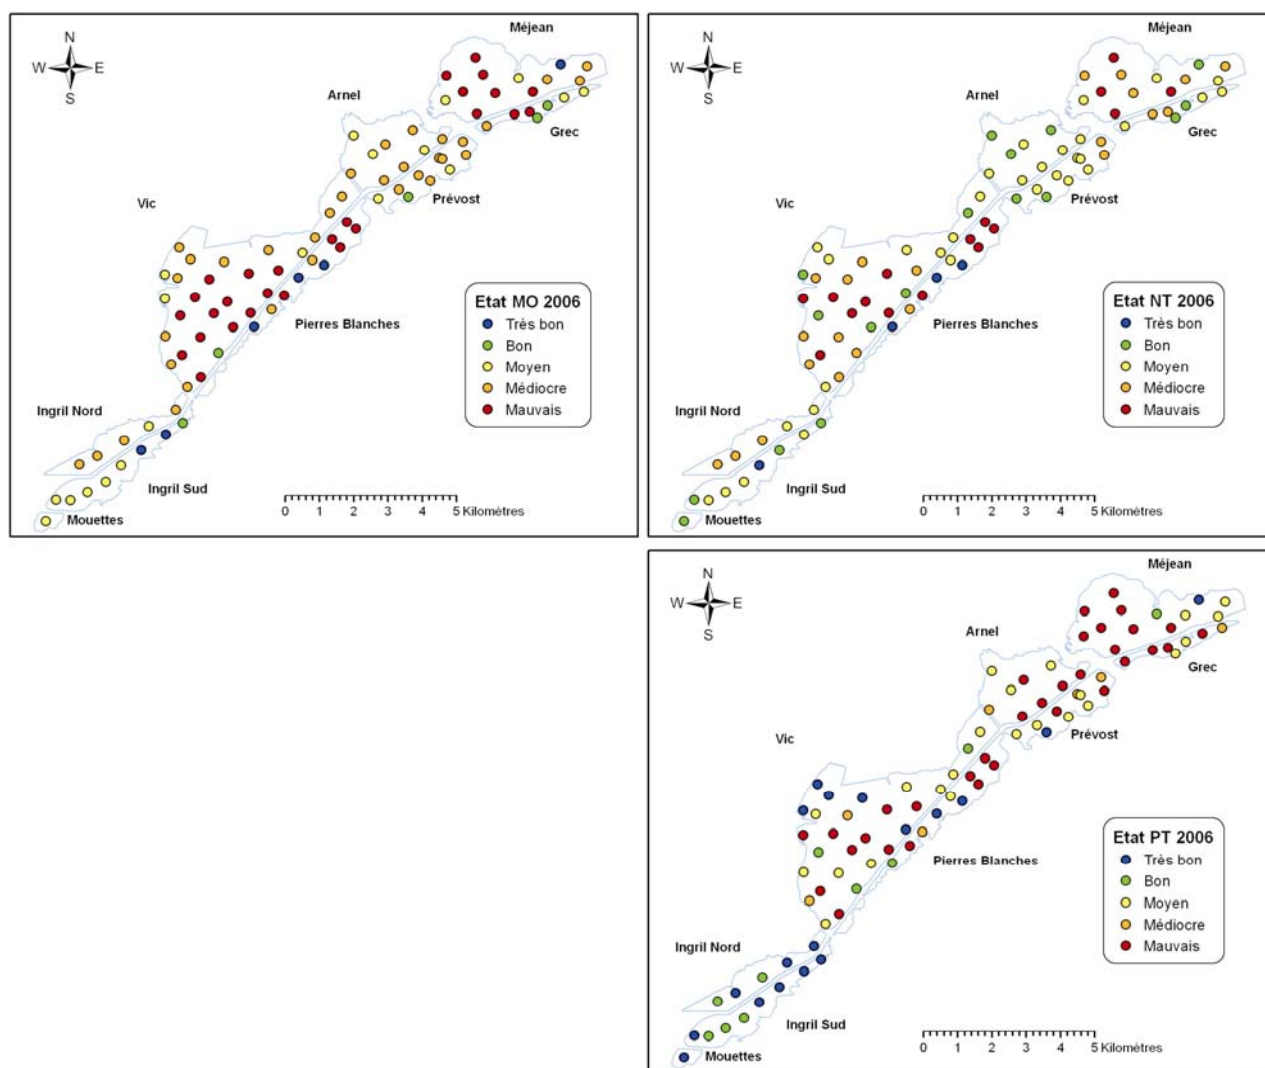 Méjean
N
W E
S
Arnel
Grec
Vic
Prévost
Etat MO 2006
Très bon
Bon
Moyen
Médiocre
Mauvais
Pierres Blanches
Ingril Nord
Ingril Sud
Mouettes
0 1 2 3 4 5 Kilomètres
Méjean
N
W E
S
Arnel
Grec
Vic
Prévost
Etat NT 2006
Très bon
Bon
Moyen
Médiocre
Mauvais
Pierres Blanches
Ingril Nord
Ingril Sud
Mouettes
0 1 2 3 4 5 Kilomètres
Méjean
N
W E
S
Arnel
Grec
Vic
Prévost
Etat PT 2006
Très bon
Bon
Moyen
Médiocre
Mauvais
Pierres Blanches
Ingril Nord
Ingril Sud
Mouettes
0 1 2 3 4 5 Kilomètres